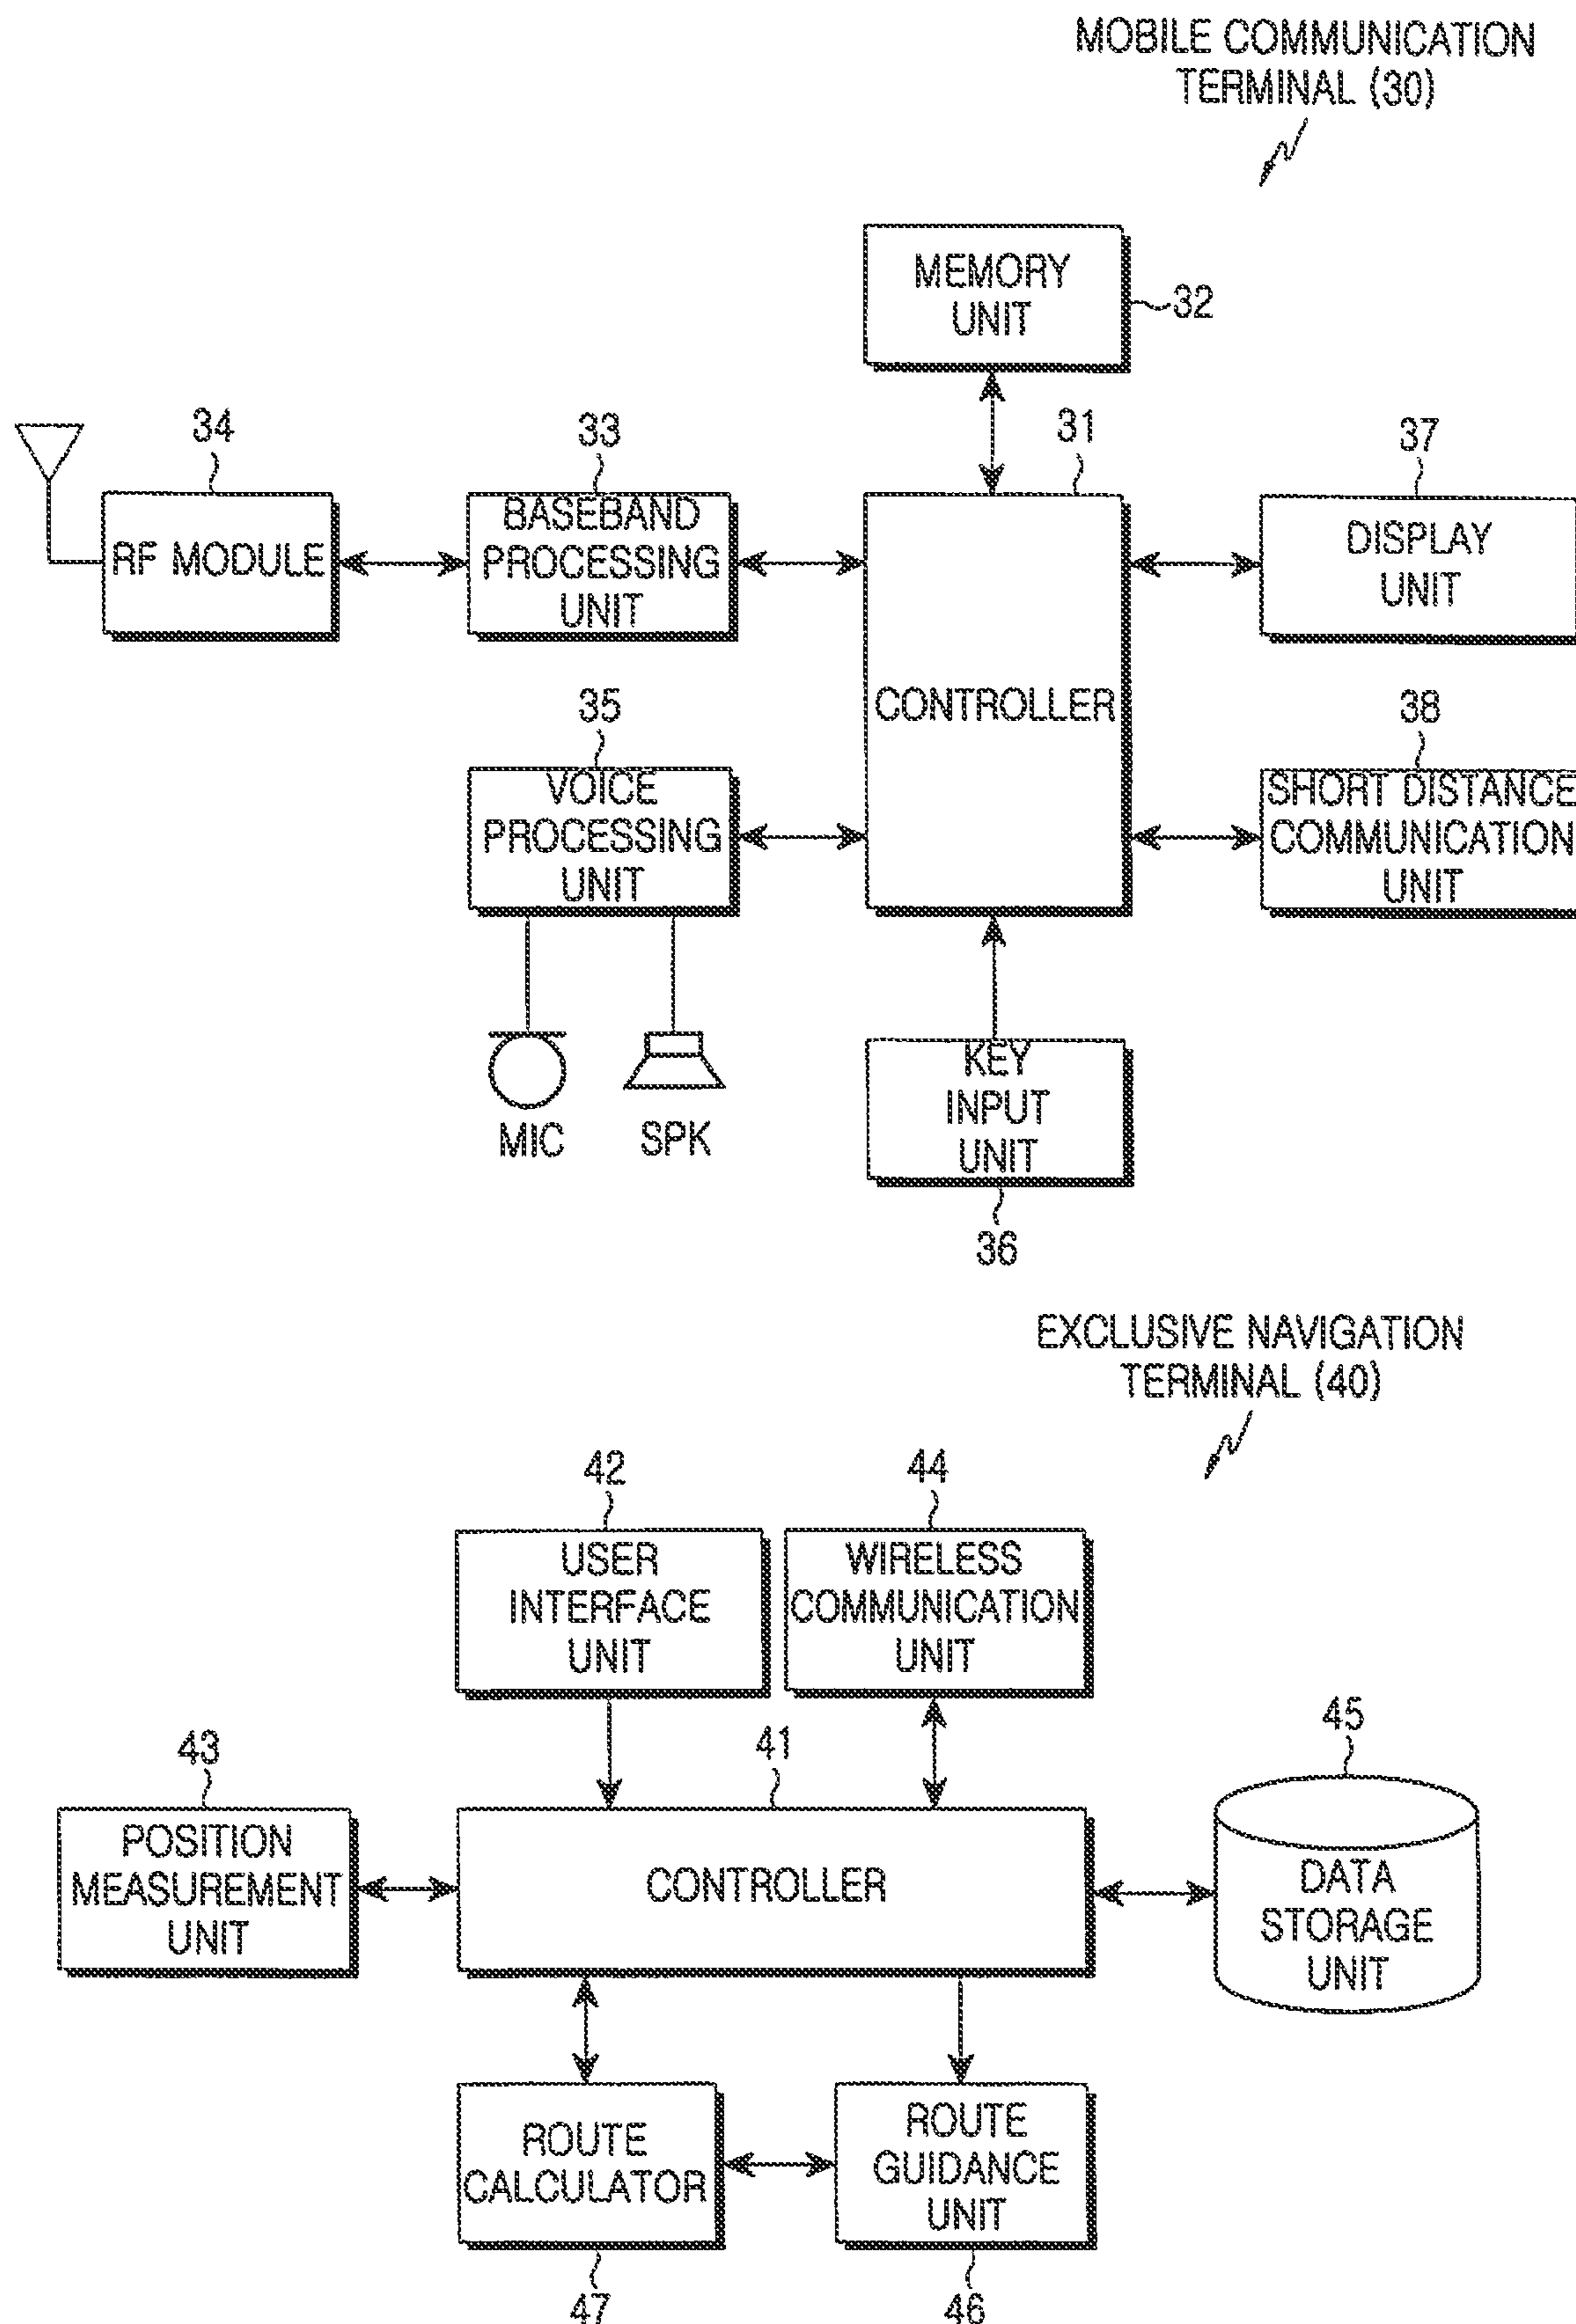 MOBILE COMMUNICATION
TERMINAL (30)
MEMORY
UNIT
32
34
33
31
37
RF MODULE
BASEBAND
PROCESSING
UNIT
DISPLAY
UNIT
CONTROLLER
35
38
VOICE
PROCESSING
UNIT
SHORT DISTANCE
COMMUNICATION
UNIT
MIC
SPK
KEY
INPUT
UNIT
36
EXCLUSIVE NAVIGATION
TERMINAL (40)
42
44
USER
INTERFACE
UNIT
WIRELESS
COMMUNICATION
UNIT
43
41
45
POSITION
MEASUREMENT
UNIT
CONTROLLER
DATA
STORAGE
UNIT
ROUTE
CALCULATOR
ROUTE
GUIDANCE
UNIT
47
46